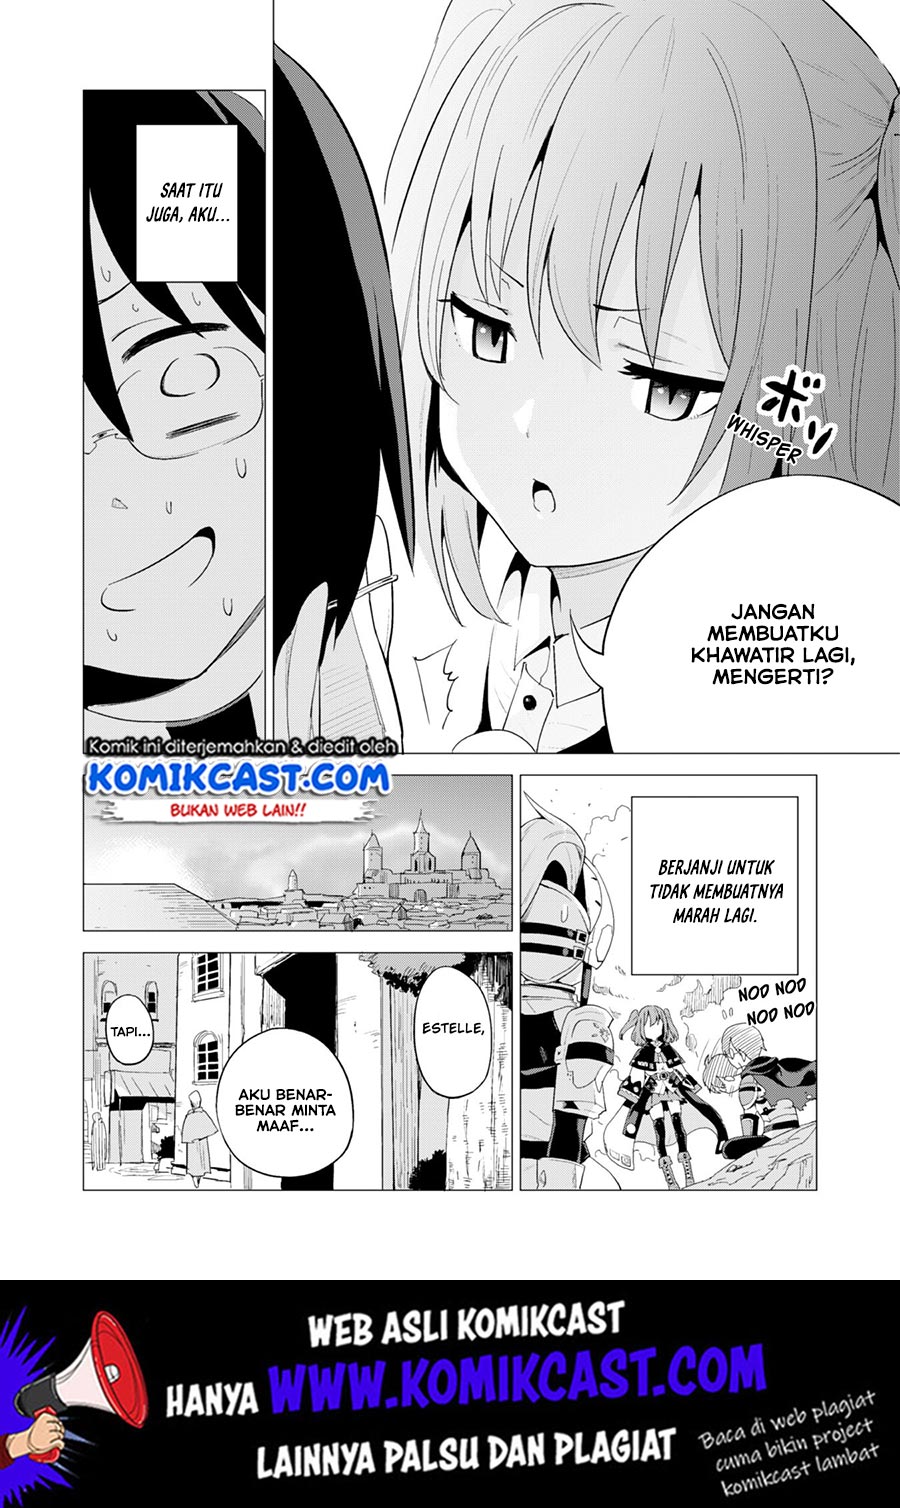 ボソ
WHISPER
JANGAN
MEMBUATKU
KHAWATIR LAGI,
MENGERTI?
SAAT ITU
JUGA, AKU...
Komik ini diterjemahkan & diedit oleh
KOMIKCAST.COM
BUKAN WEB LAIN!!
BERJANJI UNTUK
TIDAK MEMBUATNYA
MARAH LAGI.
NOD NOD
NOD NOD
ESTELLE,
AKU BENAR-
BENAR MINTA
MAAF...
TAPI...
WEB ASLI KOMIKCAST
HANYA WWW.KOMIKCAST.COM
LAINNYA PALSU DAN PLAGIAT
Baca di web plagiat
cuma bikin project
komikcast lambat